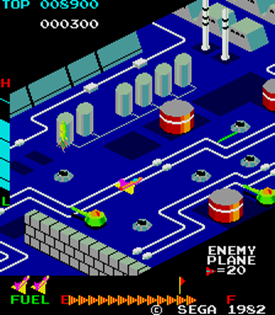 TOP 008900
000300
H
L
ENEMY
PLANE
=20
FUEL E F
© SEGA 1982